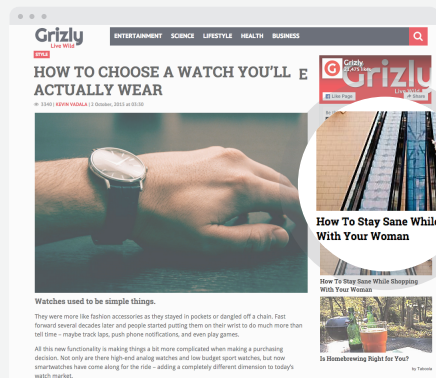 Grizly
Live Wild
ENTERTAINMENT SCIENCE LIFESTYLE HEALTH BUSINESS
STYLE
HOW TO CHOOSE A WATCH YOU'LL E
ACTUALLY WEAR
3340 | KEVIN VADALA | 2 October, 2015 at 03:50
Grizly
Grizly
Live Wild
Like Page
Share
How To Stay Sane While
With Your Woman
How To Stay Sane While Shopping
With Your Woman
Is Homebrewing Right for You?
by Taboola
Watches used to be simple things.
They were more like fashion accessories as they stayed in pockets or dangled off a chain. Fast
forward several decades later and people started putting them on their wrist to do much more than
tell time – maybe track laps, push phone notifications, and even play games.
All this new functionality is making things a bit more complicated when making a purchasing
decision. Not only are there high-end analog watches and low budget sport watches, but now
smartwatches have come along for the ride – adding a completely different dimension to today's
watch market.